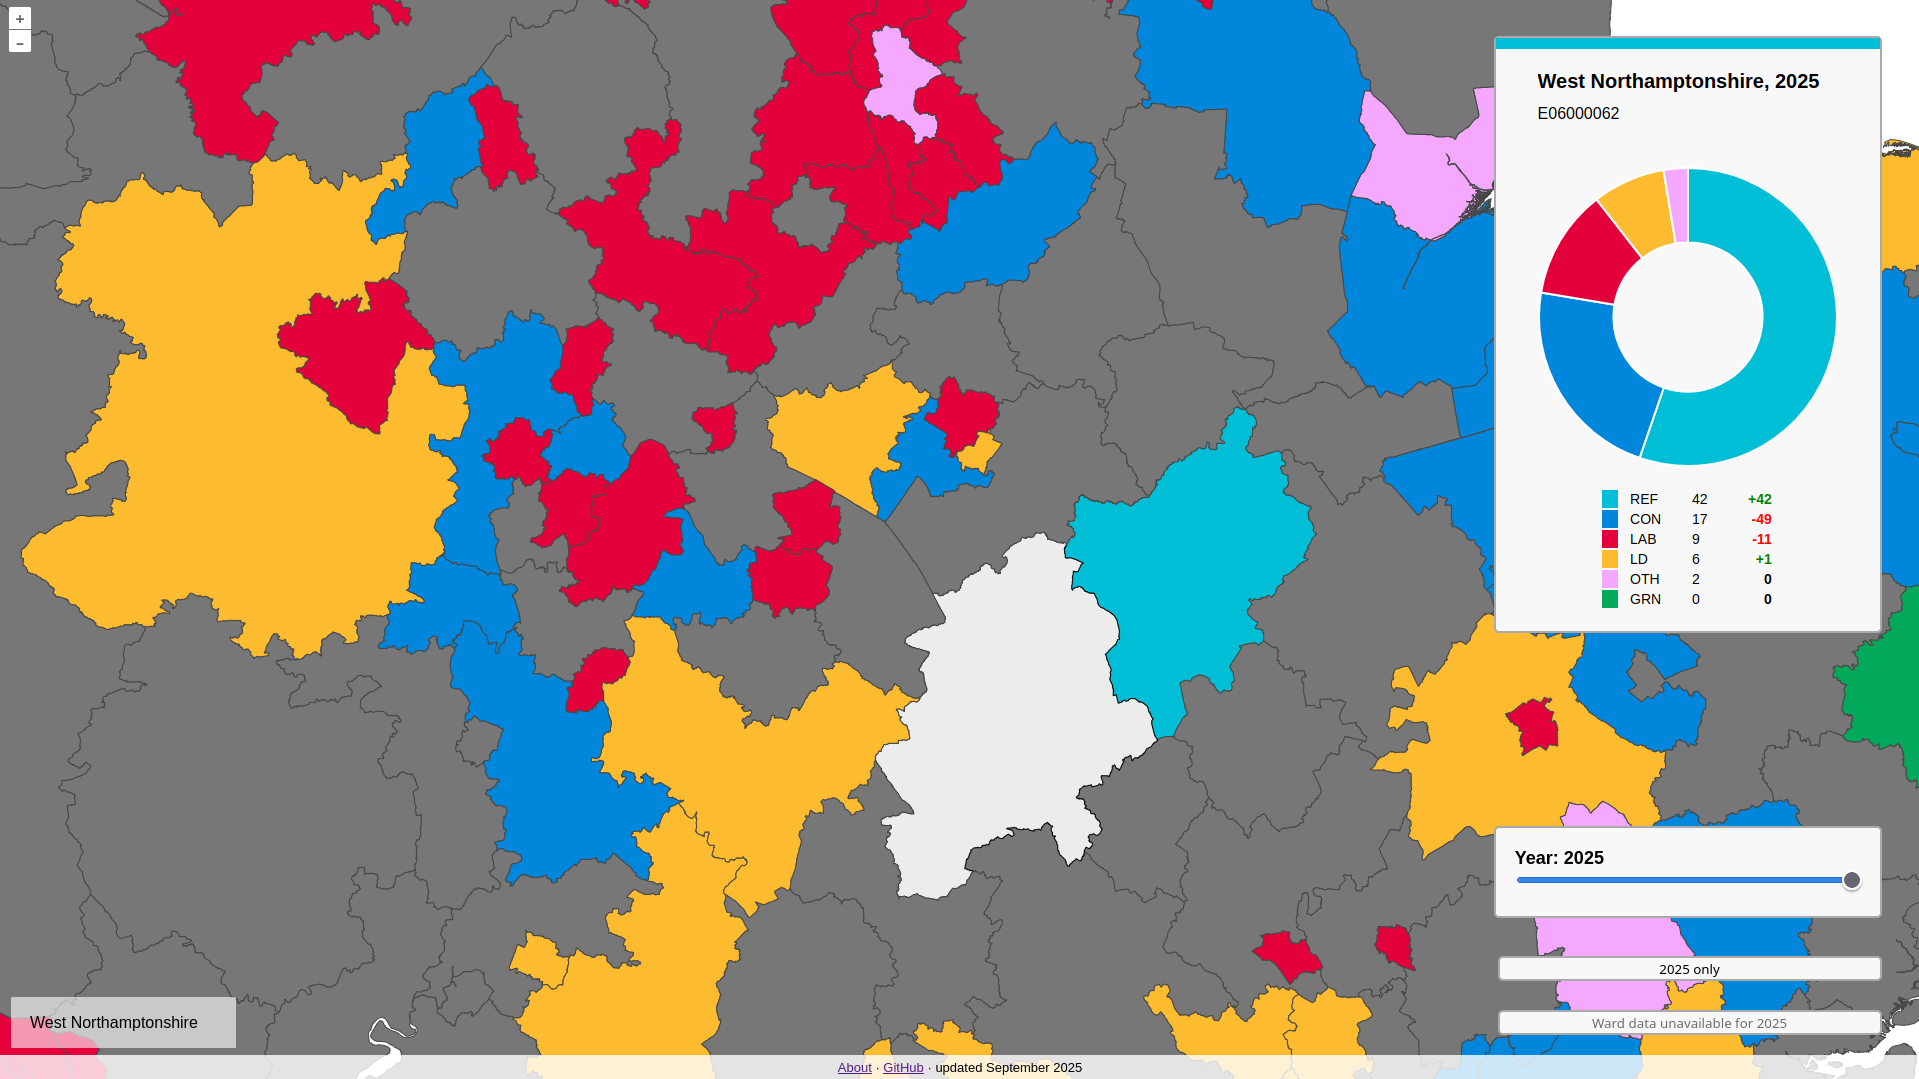 +
–
West Northamptonshire, 2025
E06000062
REF 42 +42
CON 17 -49
LAB 9 -11
LD 6 +1
OTH 2 0
GRN 0 0
Year: 2025
2025 only
Ward data unavailable for 2025
West Northamptonshire
About · GitHub · updated September 2025